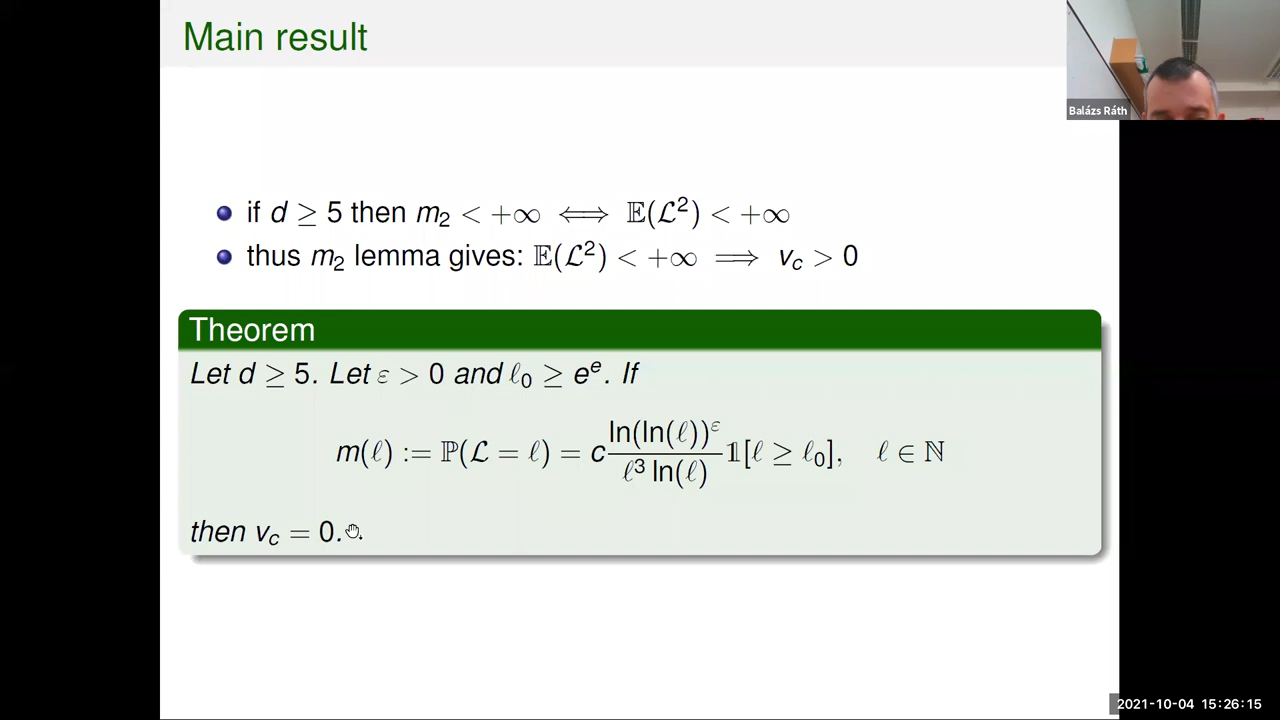 Main result
Balázs Ráth
if d ≥ 5 then m₂ < +∞ ⟺ 𝔼(ℒ²) < +∞
thus m₂ lemma gives: 𝔼(ℒ²) < +∞ ⟹ v_c > 0
Theorem
Let d ≥ 5. Let ε > 0 and ℓ₀ ≥ e^e. If
m(ℓ) := ℙ(ℒ = ℓ) = c \frac{ln(ln(ℓ))^ε}{ℓ³ ln(ℓ)} 𝟙[ℓ ≥ ℓ₀], ℓ ∈ ℕ
then v_c = 0.
2021-10-04 15:26:15